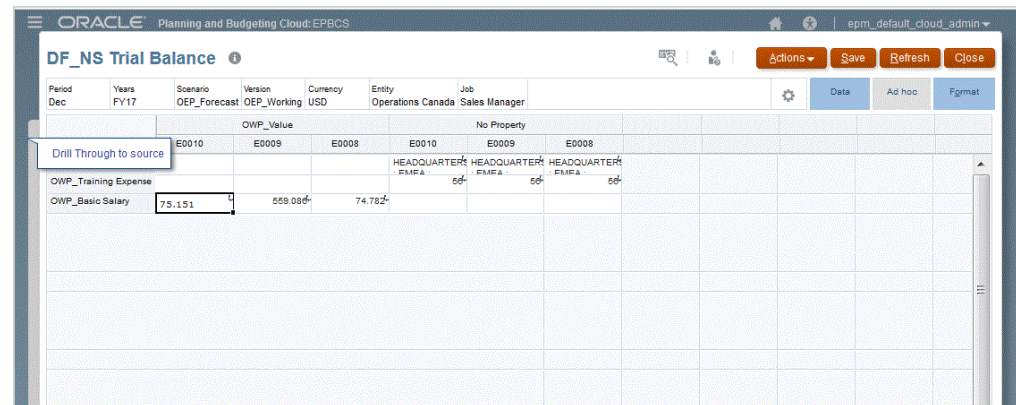 ORACLE® Planning and Budgeting Cloud: EPBCS epm_default_cloud_admin
DF_NS Trial Balance
Actions Save Refresh Close
Period Years Scenario Version Currency Entity Job
Dec FY17 OEP_Forecast OEP_Working USD Operations Canada Sales Manager
Data Ad hoc Format
OWP_Value No Property
E0010 E0009 E0008 E0010 E0009 E0008
Drill Through to source
HEADQUARTERS HEADQUARTERS HEADQUARTERS
: EMEA : : EMEA : : EMEA :
OWP_Training Expense 56 56 56
OWP_Basic Salary 75.151 559.086 74.782